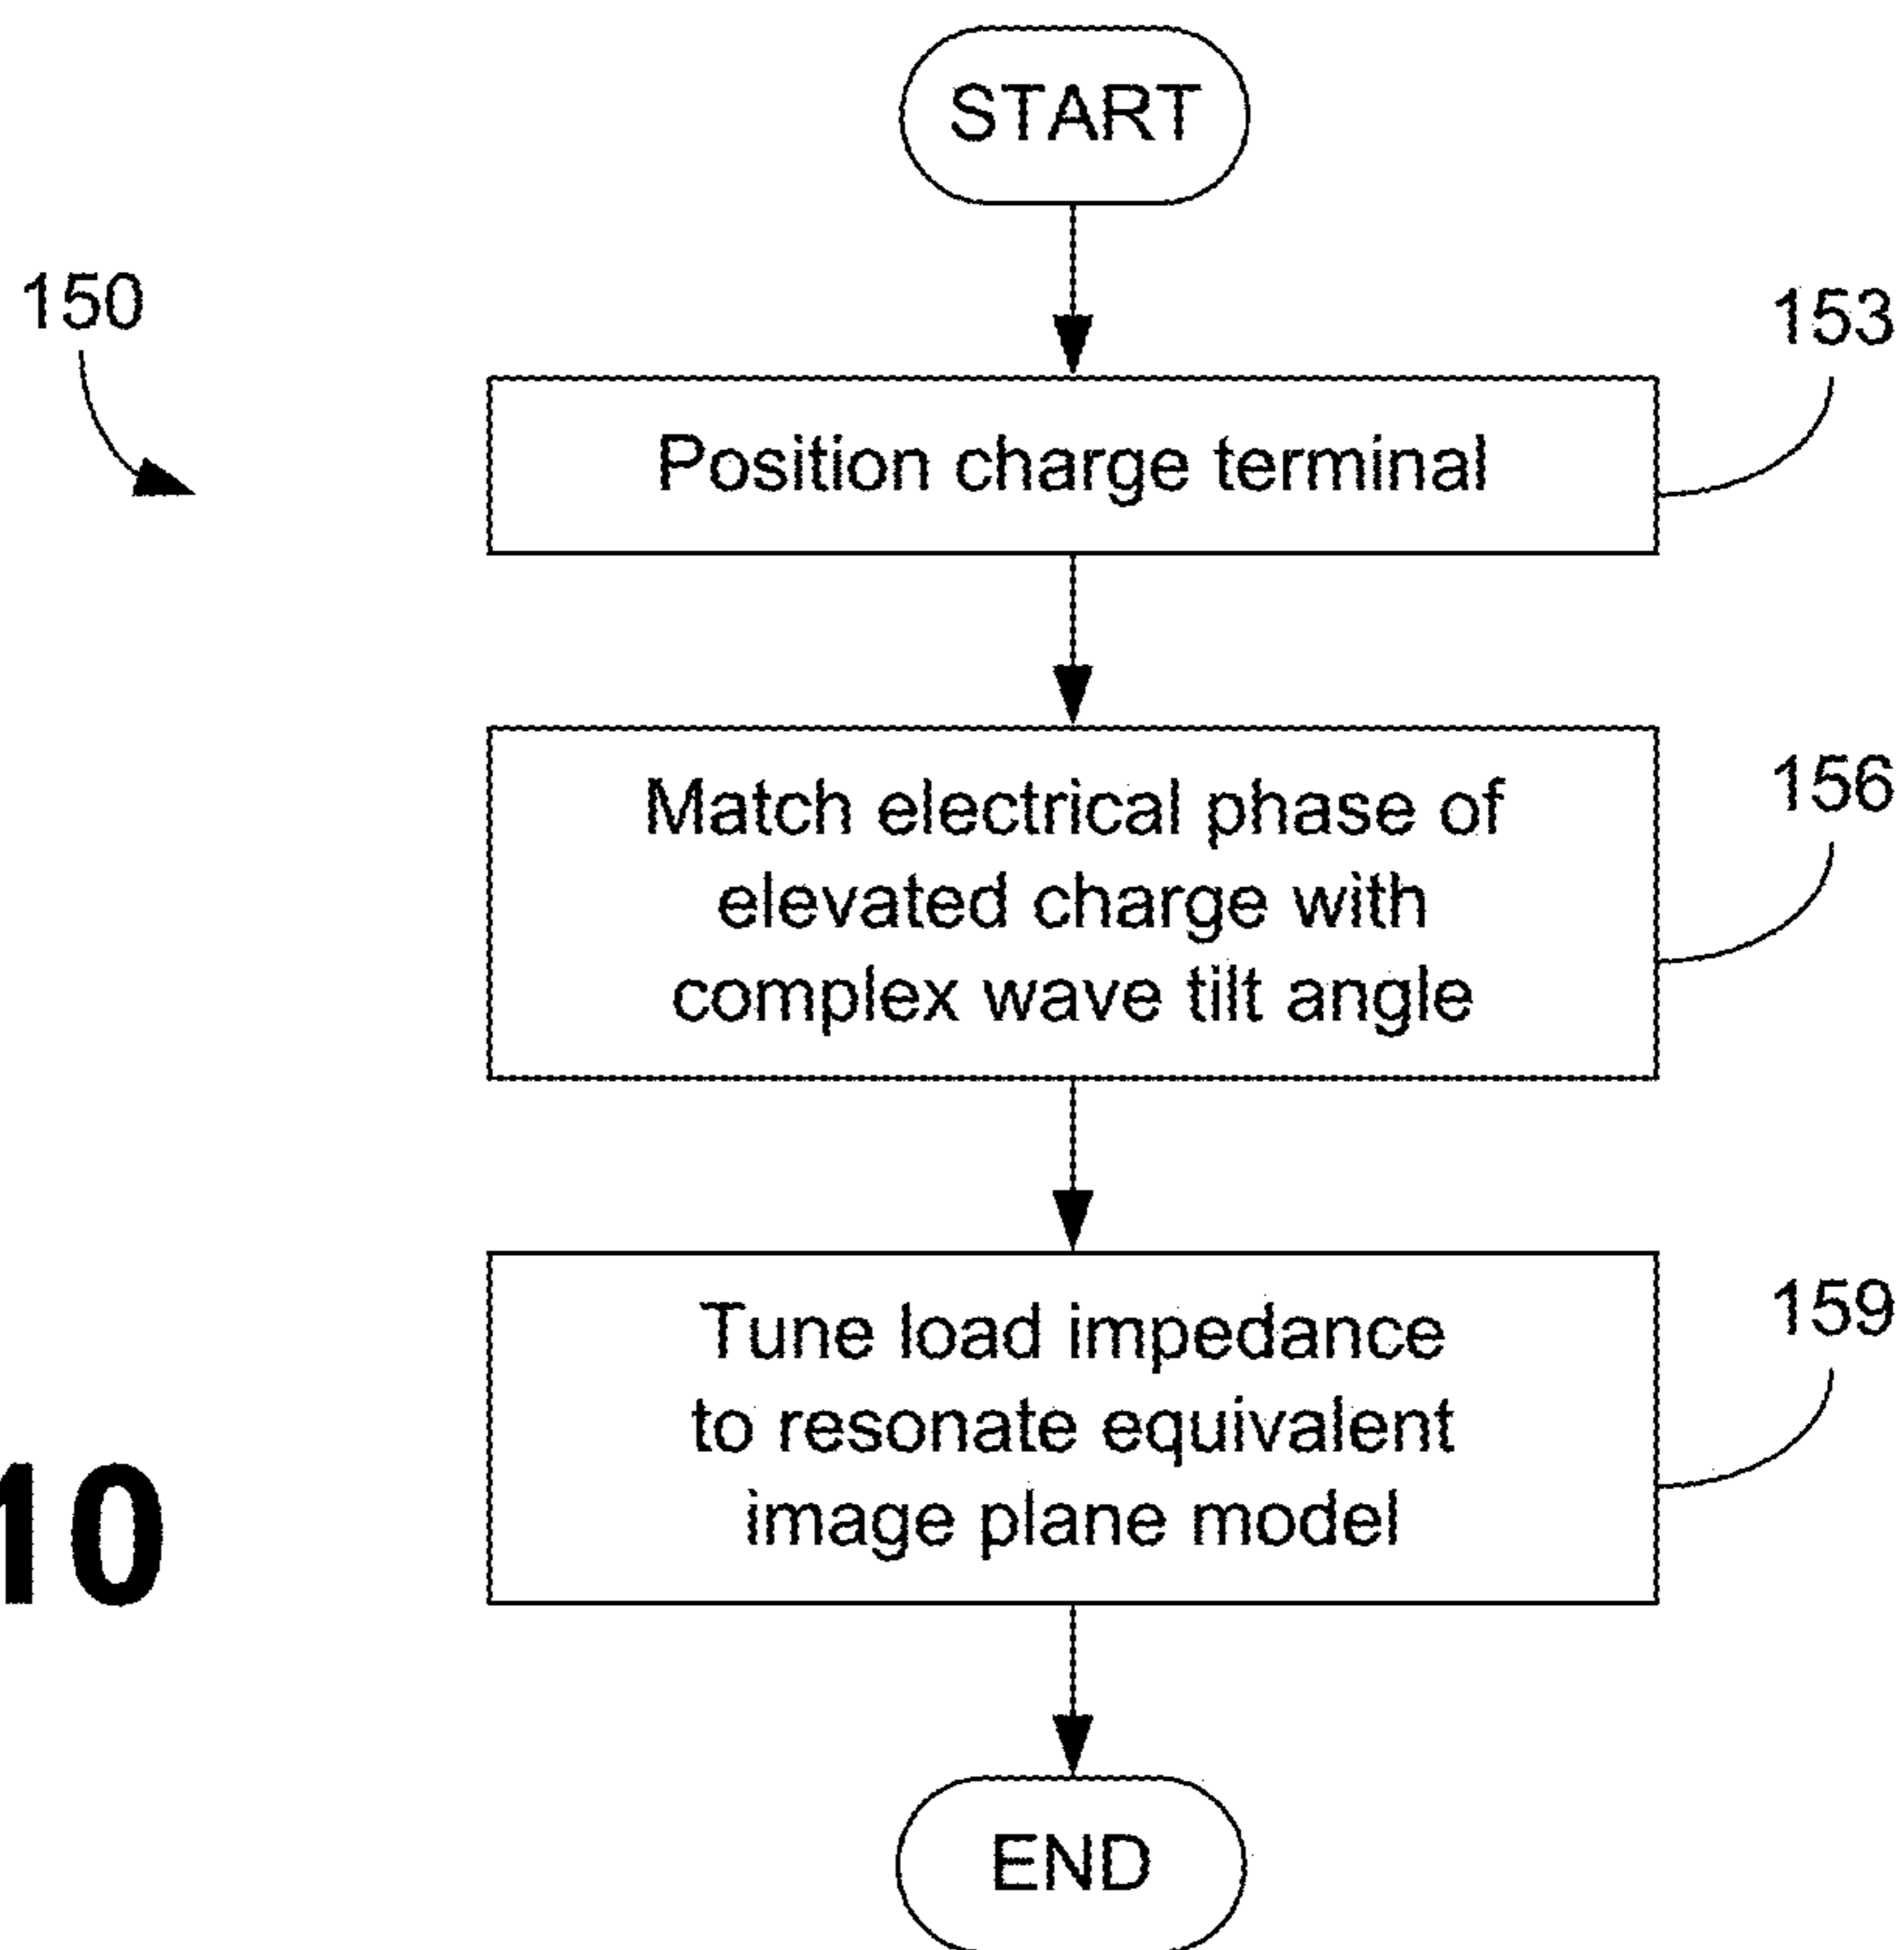 START
150
153
Position charge terminal
156
Match electrical phase of
elevated charge with
complex wave tilt angle
159
Tune load impedance
to resonate equivalent
image plane model
10
END